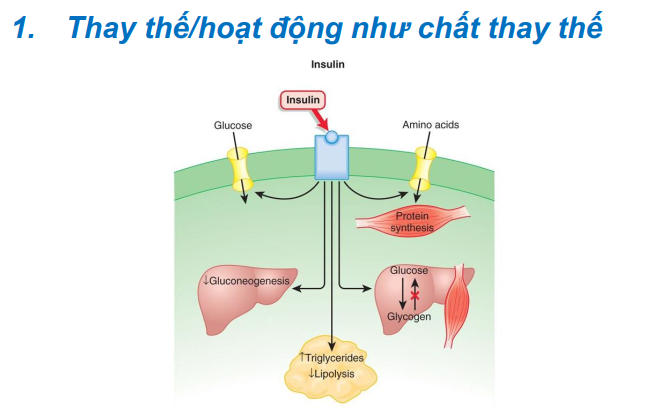 1. Thay thế/hoạt động như chất thay thế
Insulin
Insulin
Glucose
Amino acids
Protein
synthesis
↓Gluconeogenesis
Glucose
Glycogen
↑Triglycerides
↓Lipolysis